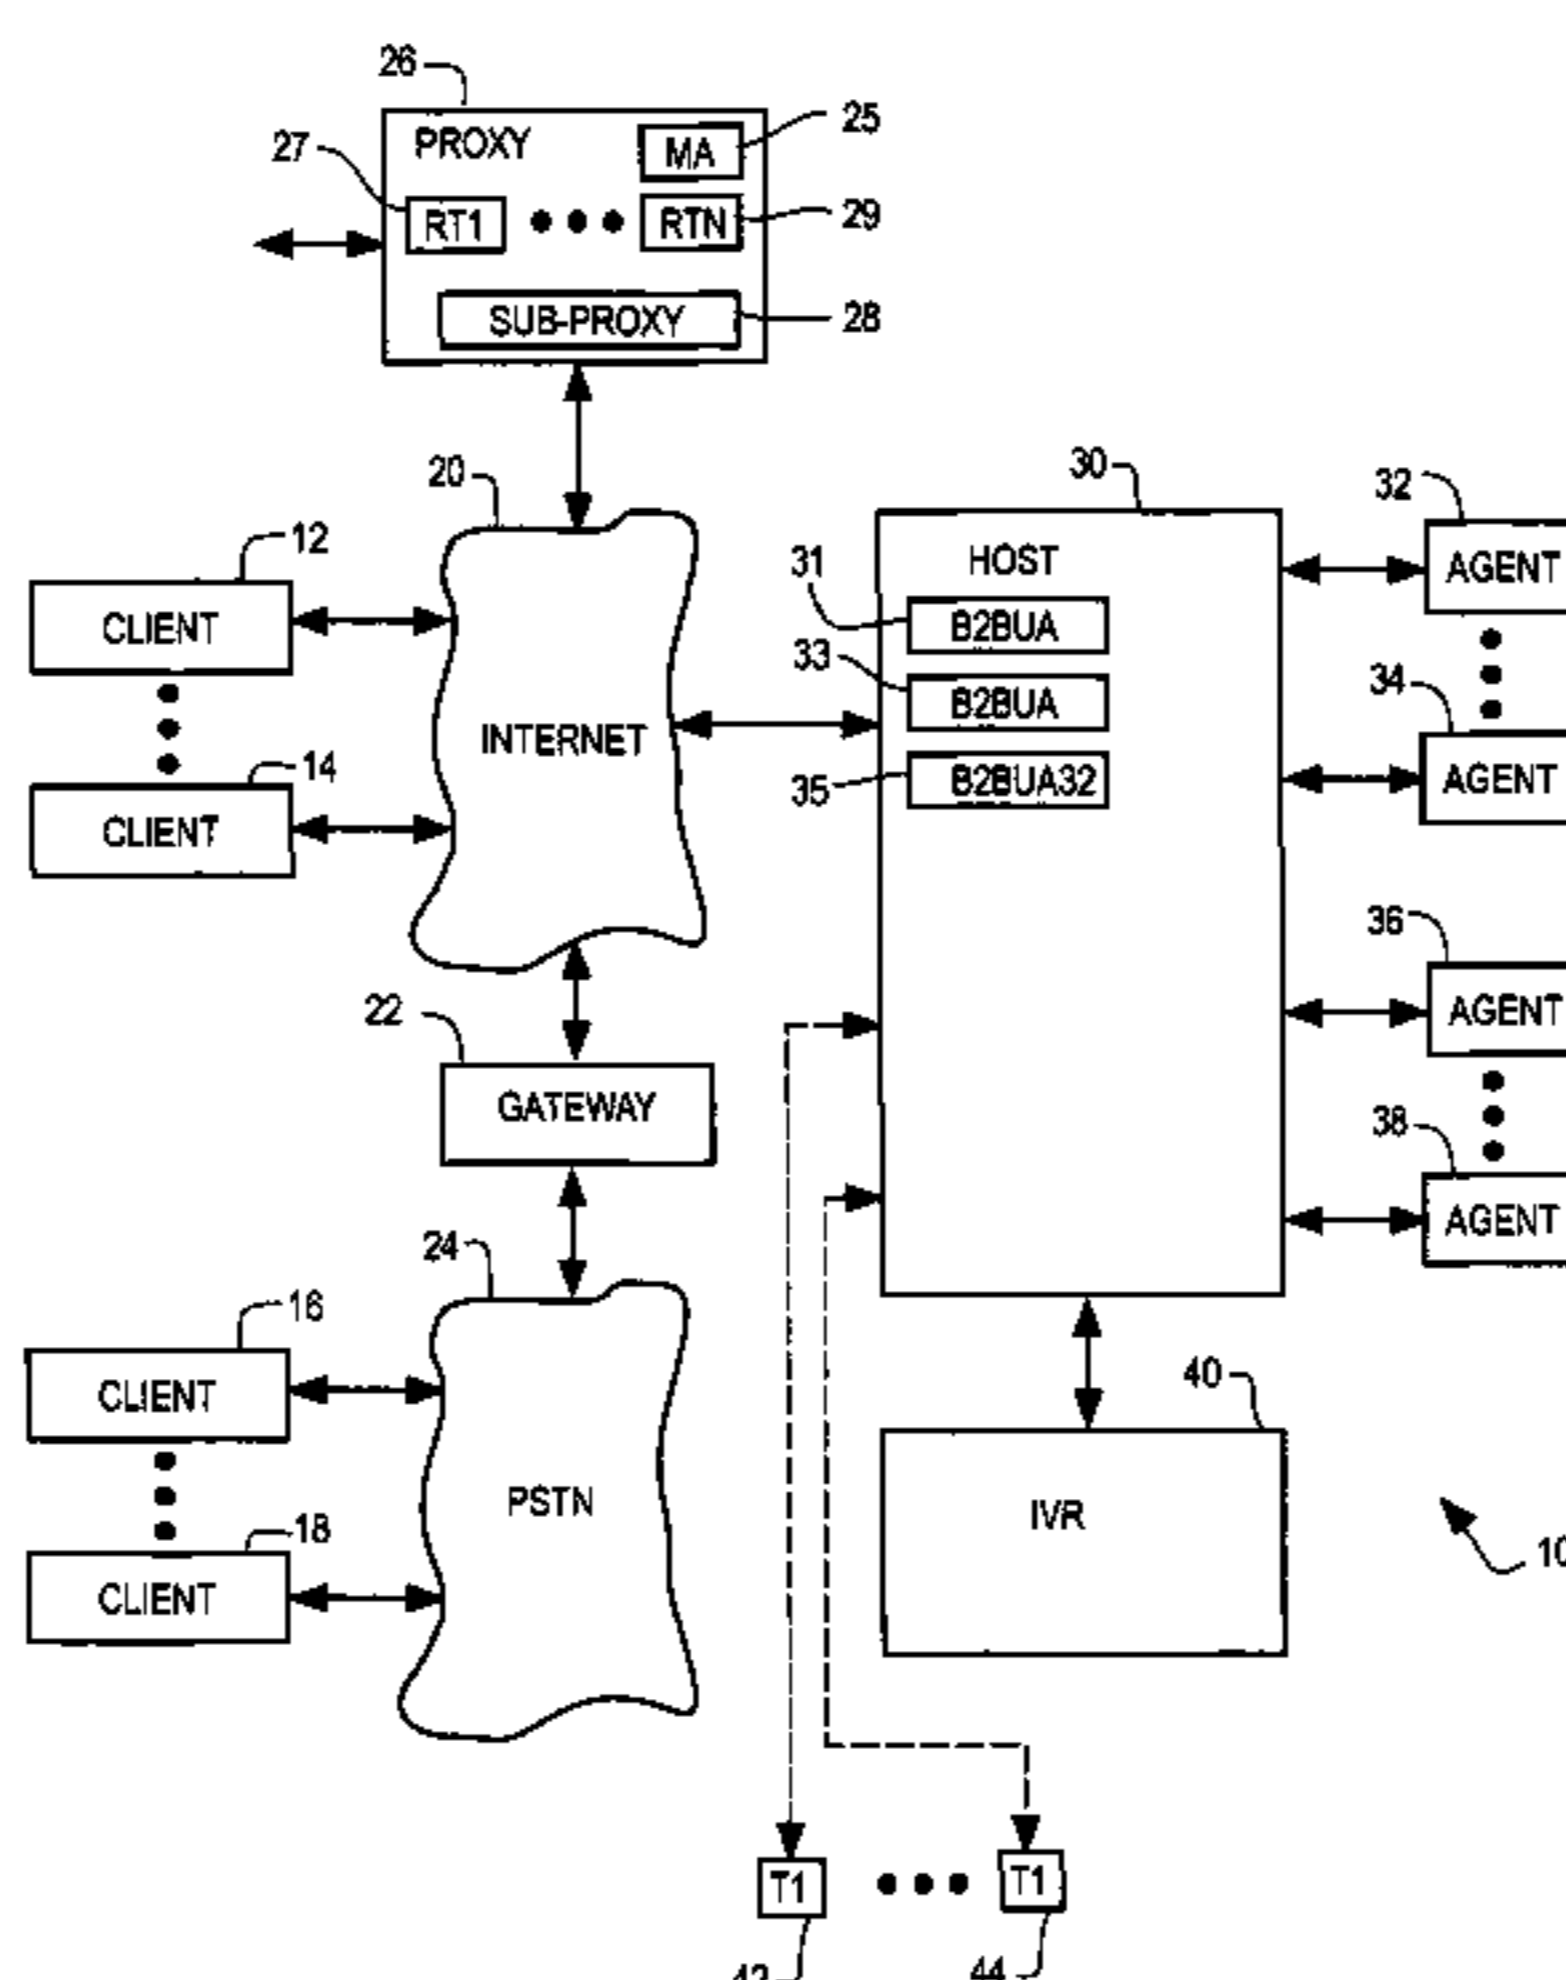 26
PROXY
MA
25
27
RT1
RTN
29
SUB-PROXY
28
20
30
32
12
HOST
AGENT
31
B2BUA
CLIENT
33
B2BUA
34
INTERNET
14
35
B2BUA32
AGENT
CLIENT
36
22
AGENT
GATEWAY
38
24
AGENT
16
40
CLIENT
PSTN
IVR
18
10
CLIENT
T1
T1
44